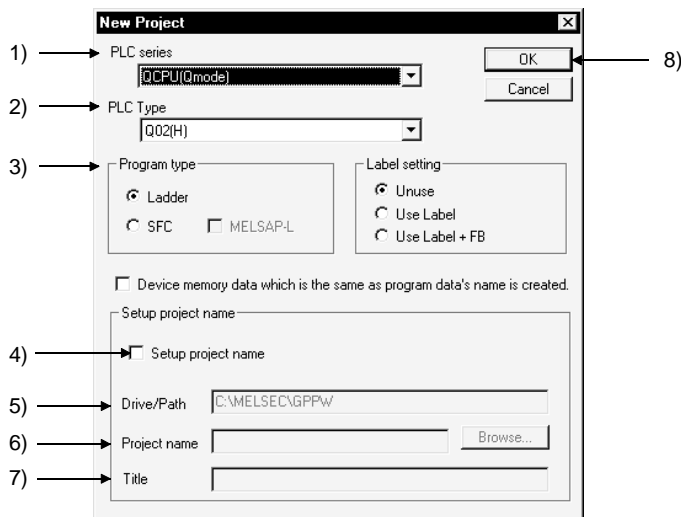 New Project
1) PLC series
QCPU(Qmode)
OK
8)
Cancel
2) PLC Type
Q02(H)
3) Program type
Ladder
SFC
MELSAP-L
Label setting
Unuse
Use Label
Use Label + FB
Device memory data which is the same as program data's name is created.
Setup project name
4) Setup project name
5) Drive/Path C:\MELSEC\GPPW
6) Project name Browse...
7) Title